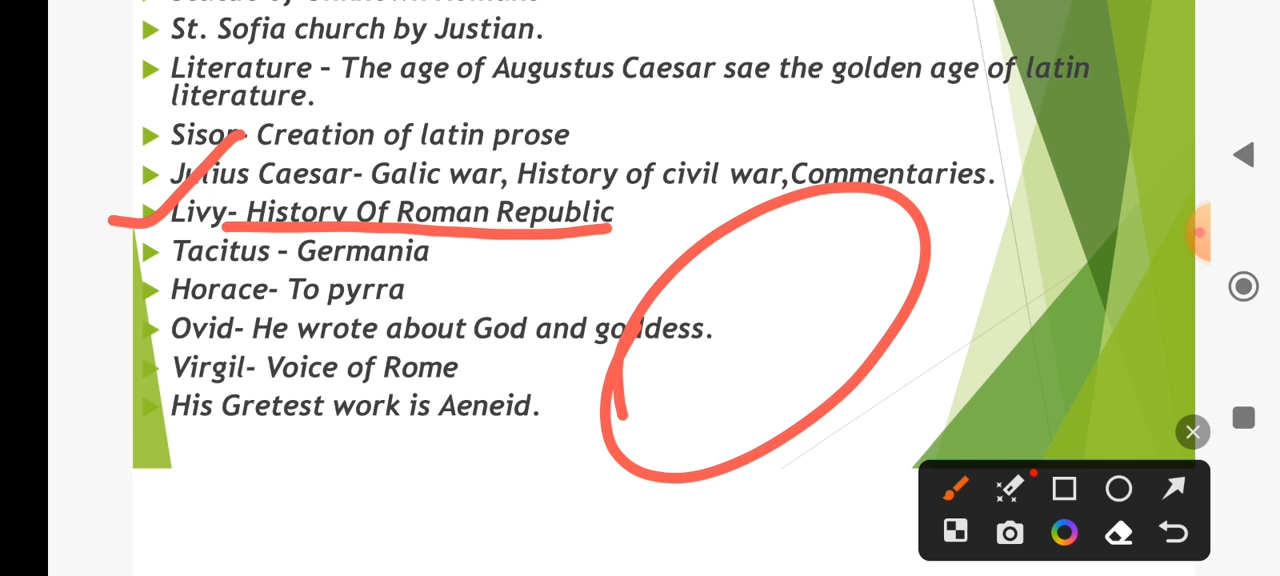 St. Sofia church by Justian.
Literature - The age of Augustus Caesar sae the golden age of latin
literature.
Sisor- Creation of latin prose
Julius Caesar- Galic war, History of civil war,Commentaries.
Livy- History Of Roman Republic
Tacitus - Germania
Horace- To pyrra
Ovid- He wrote about God and goddess.
Virgil- Voice of Rome
His Gretest work is Aeneid.